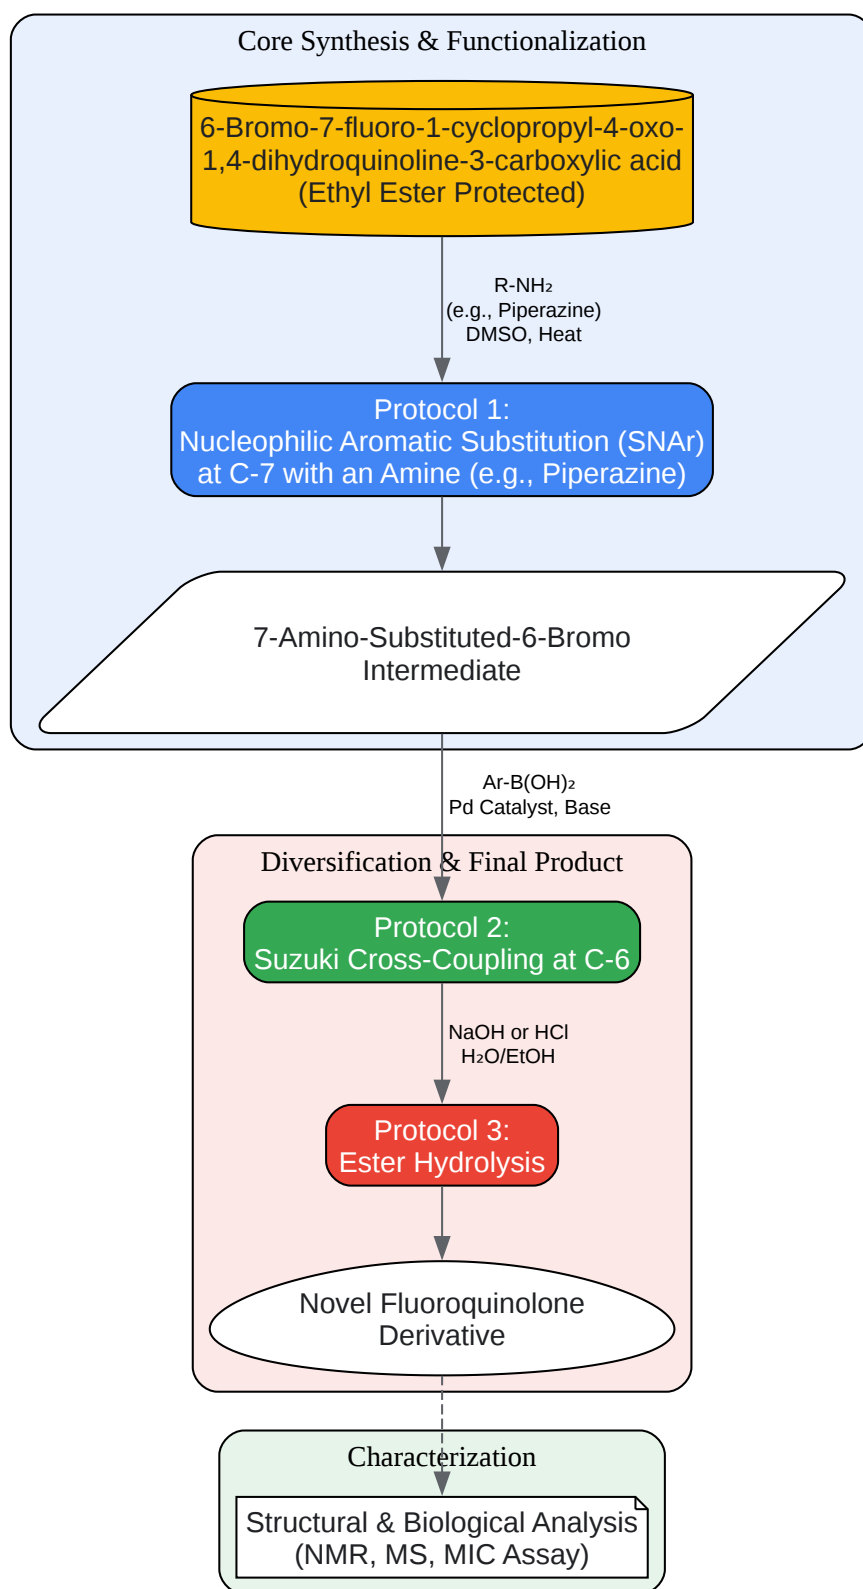 Core Synthesis & Functionalization
6-Bromo-7-fluoro-1-cyclopropyl-4-oxo-
1,4-dihydroquinoline-3-carboxylic acid
(Ethyl Ester Protected)
R-NH₂
(e.g., Piperazine)
DMSO, Heat
Protocol 1:
Nucleophilic Aromatic Substitution (SNAr)
at C-7 with an Amine (e.g., Piperazine)
7-Amino-Substituted-6-Bromo
Intermediate
Ar-B(OH)₂
Pd Catalyst, Base
Diversification & Final Product
Protocol 2:
Suzuki Cross-Coupling at C-6
NaOH or HCl
H₂O/EtOH
Protocol 3:
Ester Hydrolysis
Novel Fluoroquinolone
Derivative
Characterization
Structural & Biological Analysis
(NMR, MS, MIC Assay)